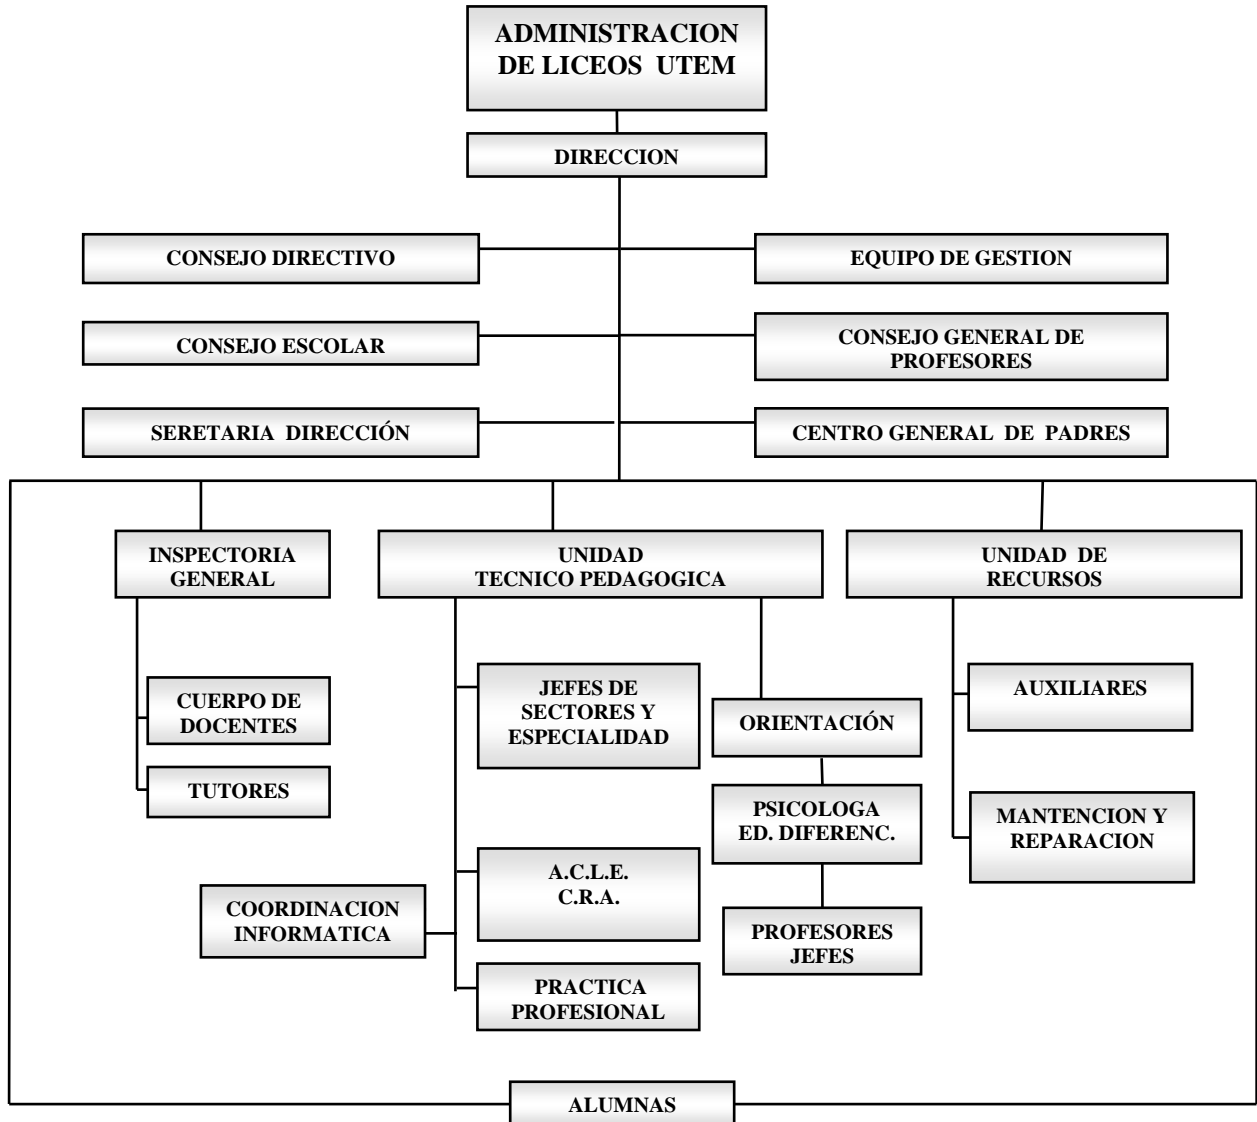 ADMINISTRACION
DE LICEOS UTEM
DIRECCION
CONSEJO DIRECTIVO
EQUIPO DE GESTION
CONSEJO ESCOLAR
CONSEJO GENERAL DE
PROFESORES
SERETARIA DIRECCIÓN
CENTRO GENERAL DE PADRES
INSPECTORIA
GENERAL
UNIDAD
TECNICO PEDAGOGICA
UNIDAD DE
RECURSOS
CUERPO DE
DOCENTES
TUTORES
JEFES DE
SECTORES Y
ESPECIALIDAD
ORIENTACIÓN
AUXILIARES
PSICOLOGA
ED. DIFERENC.
MANTENCION Y
REPARACION
A.C.L.E.
C.R.A.
COORDINACION
INFORMATICA
PROFESORES
JEFES
PRACTICA
PROFESIONAL
ALUMNAS